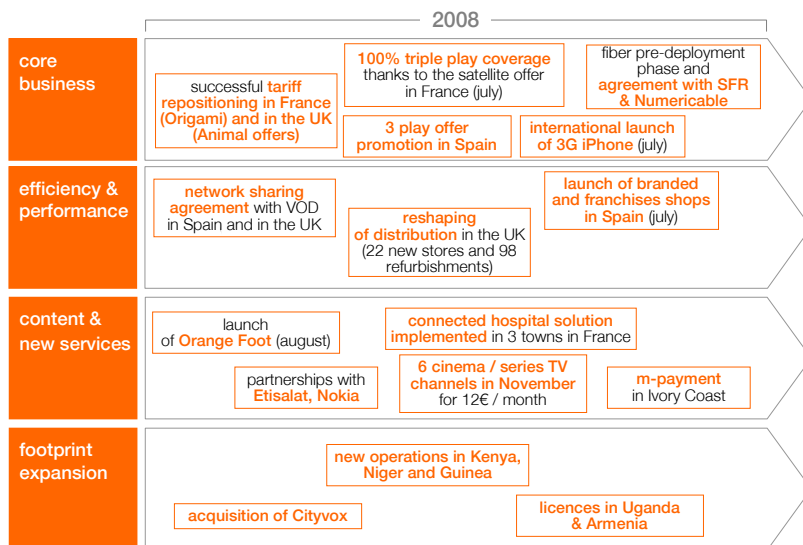 2008
core
business
successful tariff
repositioning in France
(Origami) and in the UK
(Animal offers)
100% triple play coverage
thanks to the satellite offer
in France (july)
3 play offer
promotion in Spain
fiber pre-deployment
phase and
agreement with SFR
& Numericable
international launch
of 3G iPhone (july)
efficiency &
performance
network sharing
agreement with VOD
in Spain and in the UK
reshaping
of distribution in the UK
(22 new stores and 98
refurbishments)
launch of branded
and franchises shops
in Spain (july)
content &
new services
launch
of Orange Foot (august)
connected hospital solution
implemented in 3 towns in France
partnerships with
Etisalat, Nokia
6 cinema / series TV
channels in November
for 12€ / month
m-payment
in Ivory Coast
footprint
expansion
new operations in Kenya,
Niger and Guinea
acquisition of Cityvox
licences in Uganda
& Armenia